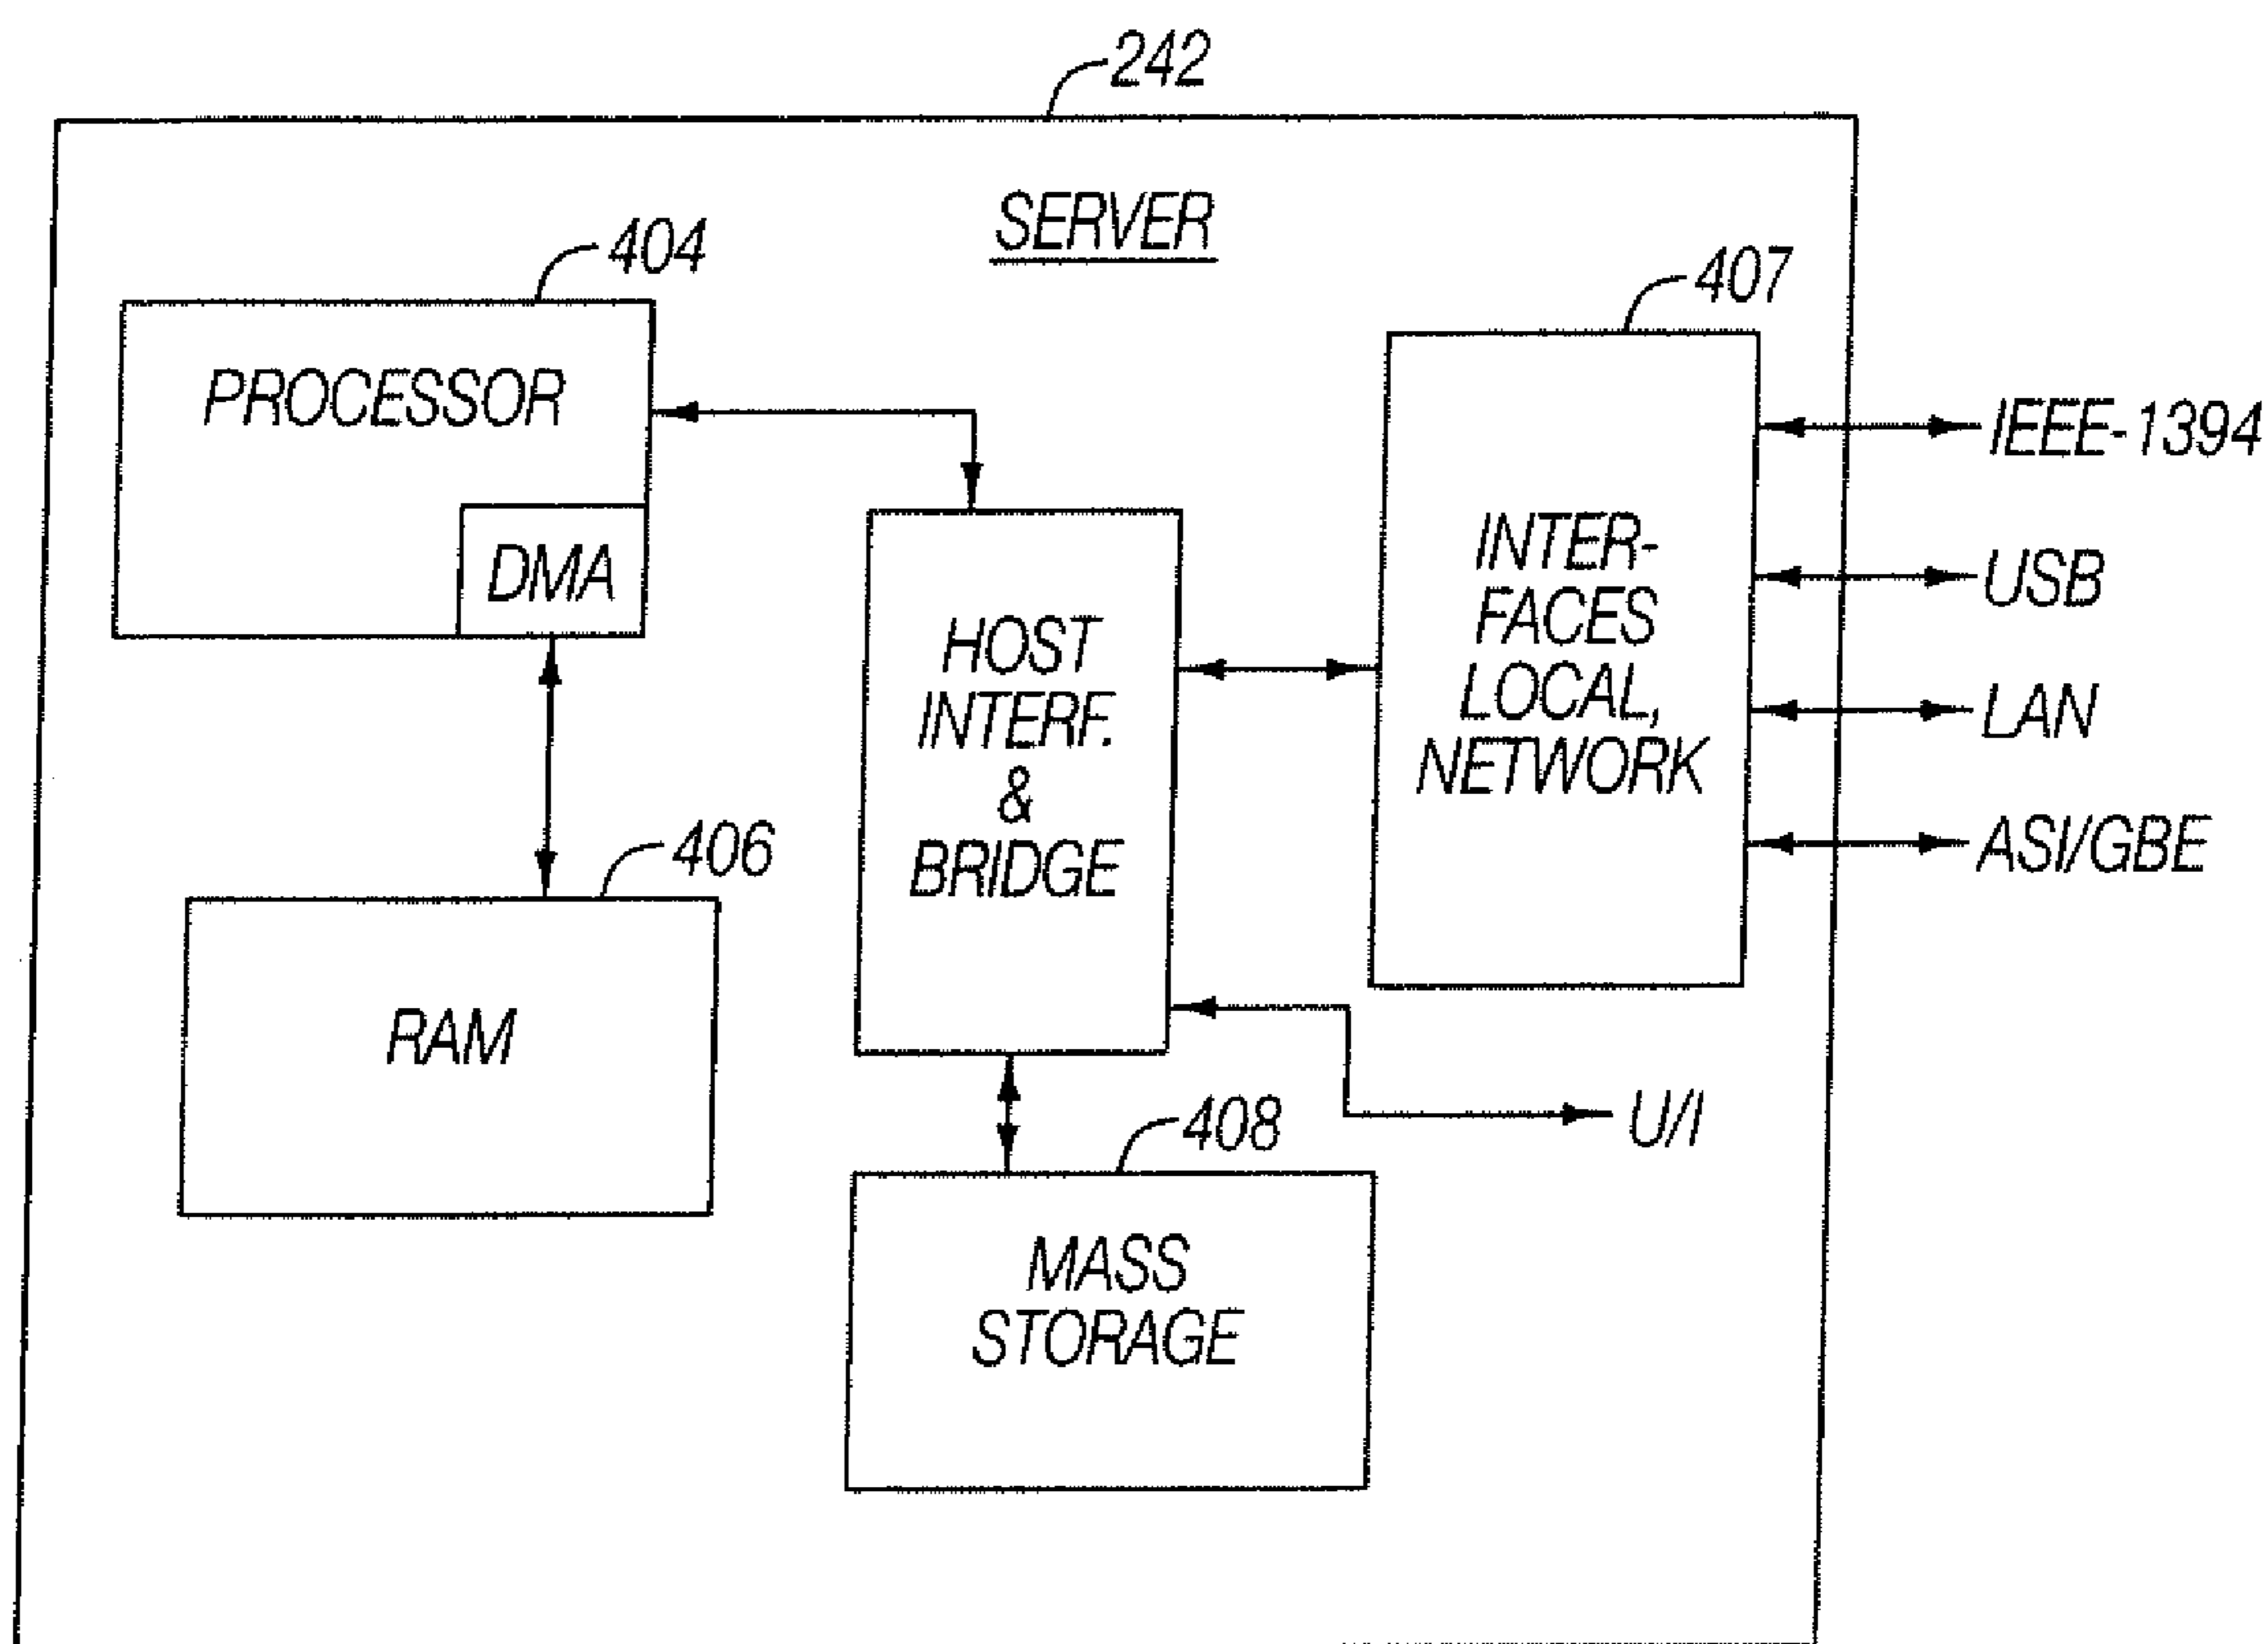 242
SERVER
404
PROCESSOR
DMA
407
INTER-
FACES
LOCAL,
NETWORK
IEEE-1394
USB
LAN
ASI/GBE
HOST
INTERF.
&
BRIDGE
406
RAM
U/I
408
MASS
STORAGE